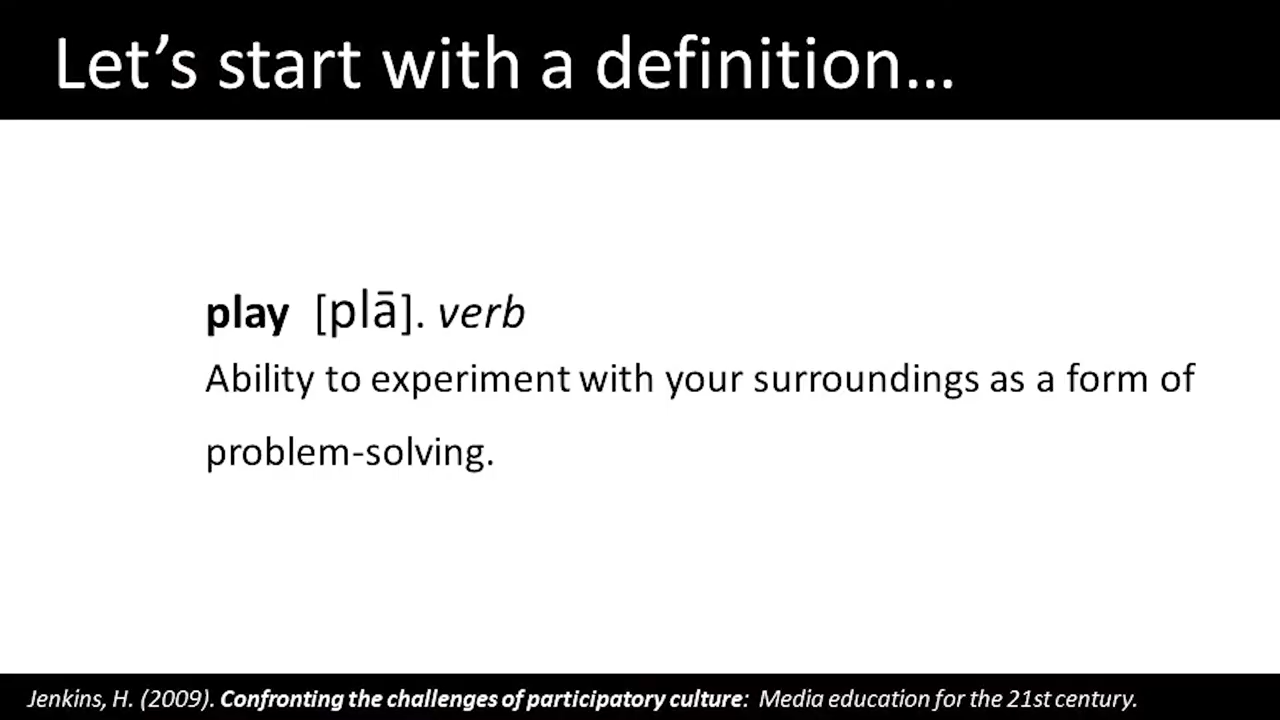 Let’s start with a definition...
play [plā]. verb
Ability to experiment with your surroundings as a form of
problem-solving.
Jenkins, H. (2009). Confronting the challenges of participatory culture: Media education for the 21st century.